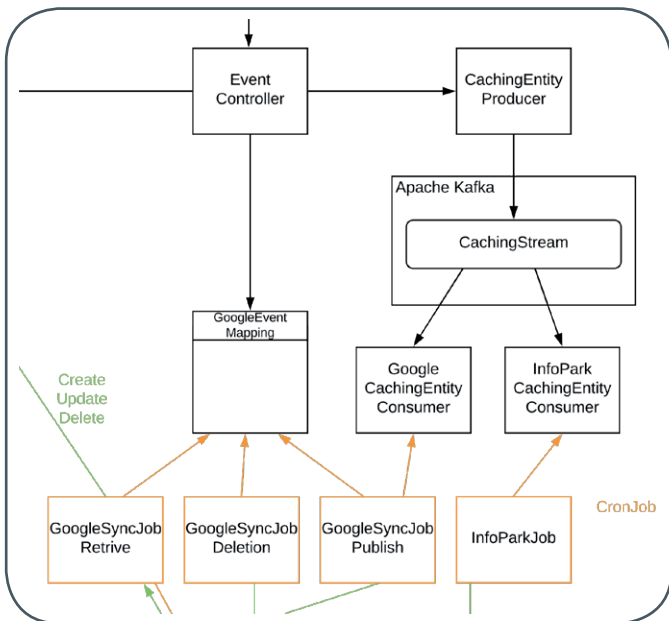 Event
Controller
CachingEntity
Producer
Apache Kafka
CachingStream
GoogleEvent
Mapping
Google
CachingEntity
Consumer
InfoPark
CachingEntity
Consumer
Create
Update
Delete
GoogleSyncJob
Retrive
GoogleSyncJob
Deletion
GoogleSyncJob
Publish
InfoParkJob
CronJob